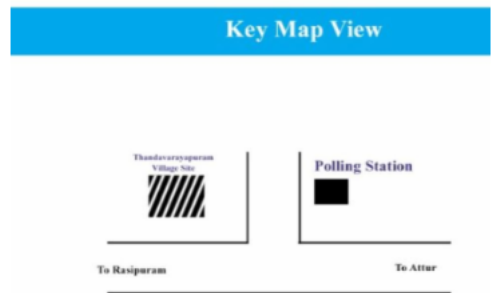 Key Map View
Thandavarayapuram
Village Site
Polling Station
To Rasipuram
To Attur